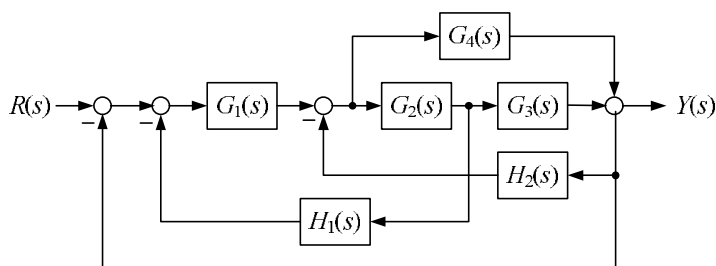 G₄(s)
R(s) G₁(s) G₂(s) G₃(s) Y(s)
− − −
H₂(s)
H₁(s)